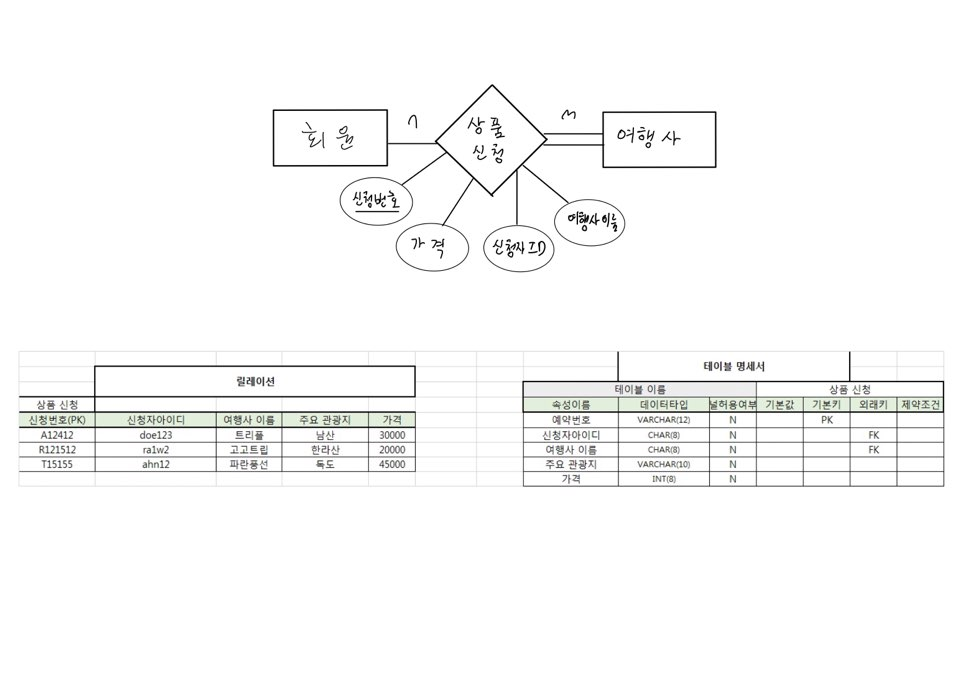 회원
n
상품
신청
m
여행사
신청번호
가격
신청자ID
여행사이름
릴레이션
상품 신청
신청번호(PK) 신청자아이디 여행사 이름 주요 관광지 가격
A12412 doe123 트리플 남산 30000
R121512 ra1w2 고고트립 한라산 20000
T15155 ahn12 파란풍선 독도 45000
테이블 명세서
테이블 이름 상품 신청
속성이름 데이터타입 널허용여부 기본값 기본키 외래키 제약조건
예약번호 VARCHAR(12) N PK
신청자아이디 CHAR(8) N FK
여행사 이름 CHAR(8) N FK
주요 관광지 VARCHAR(10) N
가격 INT(8) N